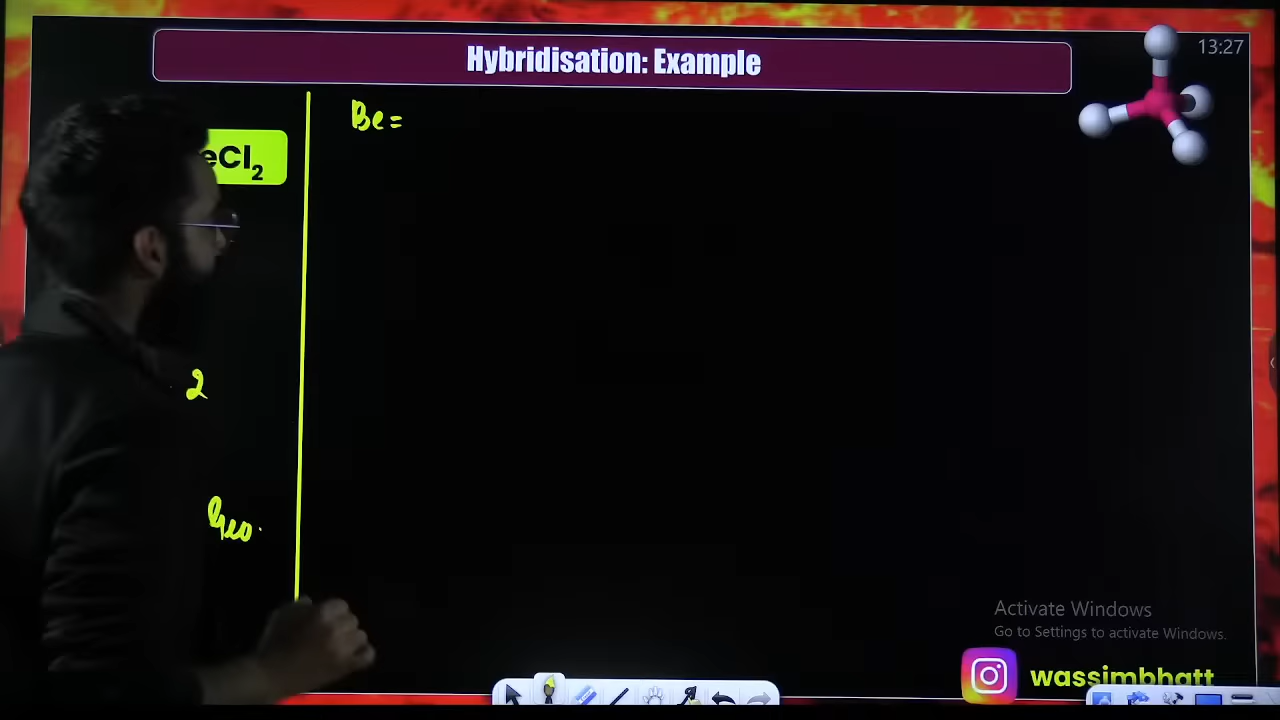 Hybridisation: Example
13:27
Be=
eCl₂
2
Geo.
Activate Windows
Go to Settings to activate Windows.
wassimbhatt